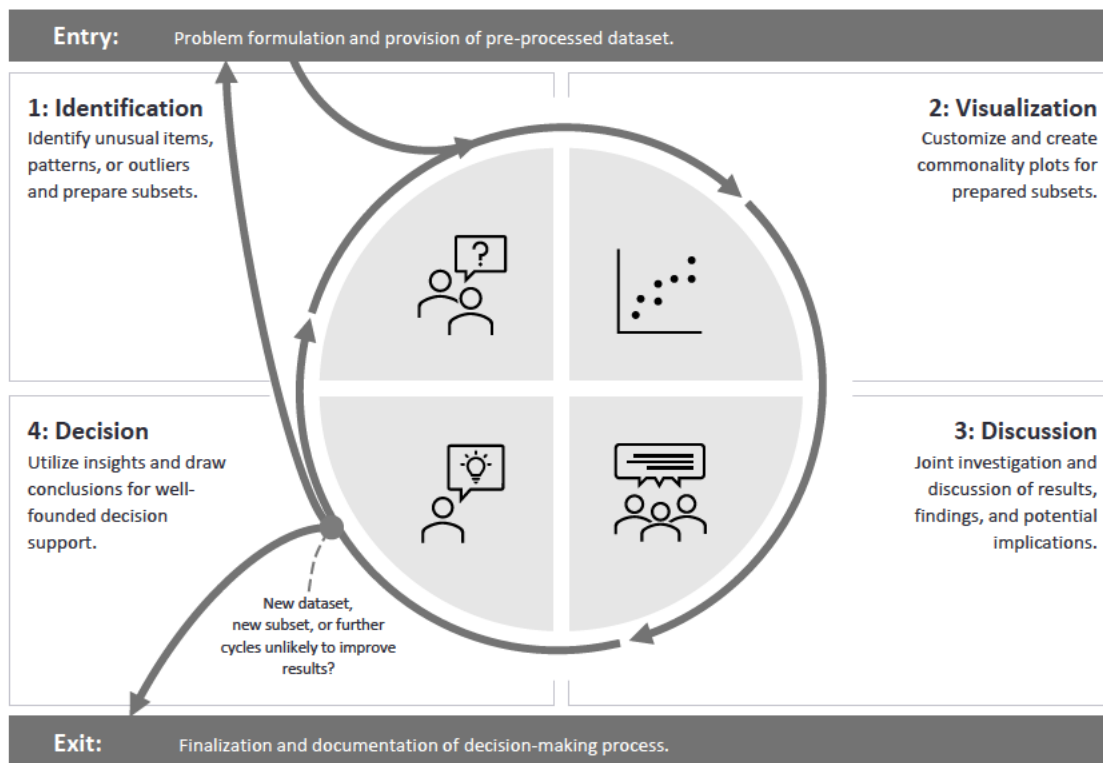 Entry: Problem formulation and provision of pre-processed dataset.
1: Identification
Identify unusual items,
patterns, or outliers
and prepare subsets.
2: Visualization
Customize and create
commonality plots for
prepared subsets.
?
4: Decision
Utilize insights and draw
conclusions for well-
founded decision
support.
3: Discussion
Joint investigation and
discussion of results,
findings, and potential
implications.
New dataset,
new subset, or further
cycles unlikely to improve
results?
Exit: Finalization and documentation of decision-making process.